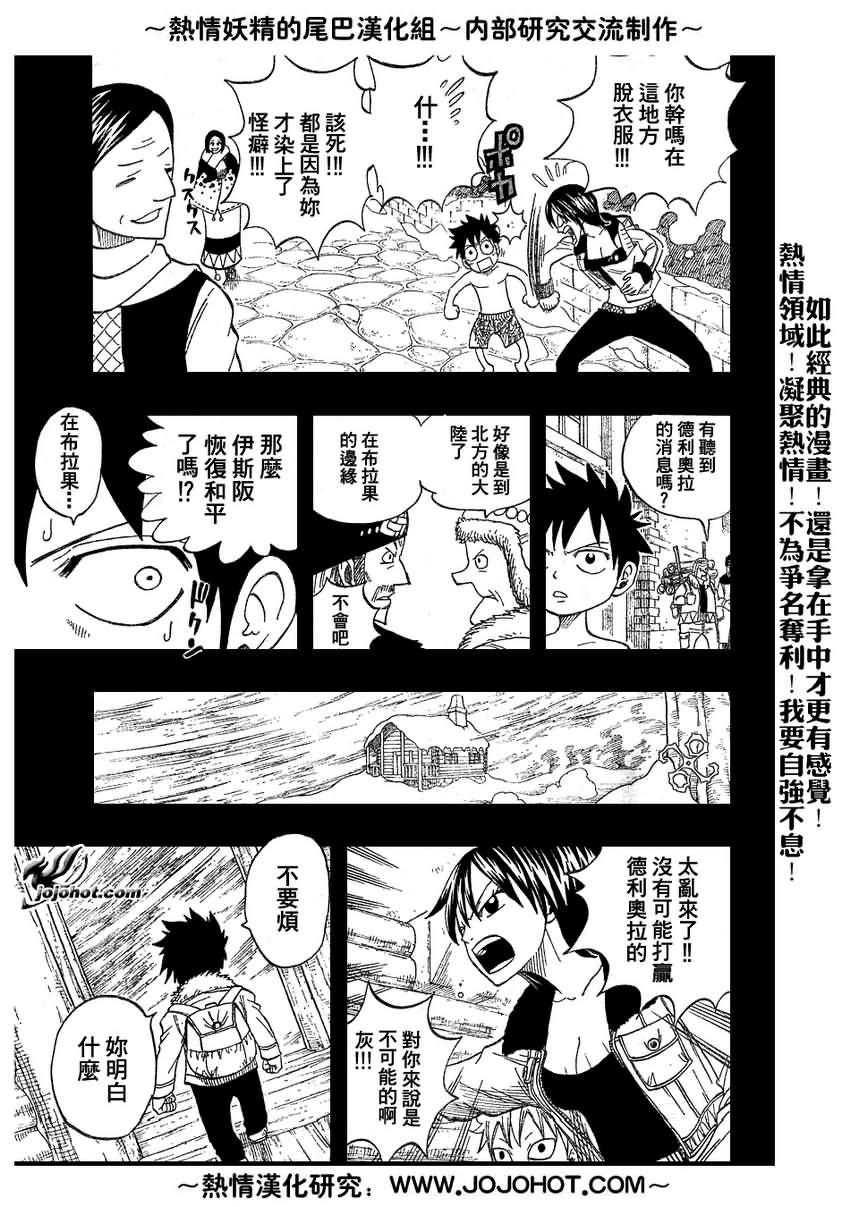 ～熱情妖精的尾巴漢化組～内部研究交流制作～
你幹嗎在
這地方
脫衣服!!!
什…!!!
該死!!!
都是因為妳
才染上了
怪癖!!!
クスクス
有聽到
德利奧拉
的消息嗎?
好像是到
北方的大
陸了
在布拉果
的邊緣
不會吧
那麼
伊斯阪
恢復和平
了嗎!?
在布拉果…
太亂來了!!
沒有可能打贏
德利奧拉的
對你來說是
不可能的啊
灰!!!
不要煩
妳明白
什麼
jojohot.com
如此經典的漫畫！還是拿在手中才更有感覺！
熱情領域！凝聚熱情！不為爭名奪利！我要自強不息！
～熱情漢化研究：WWW.JOJOHOT.COM～